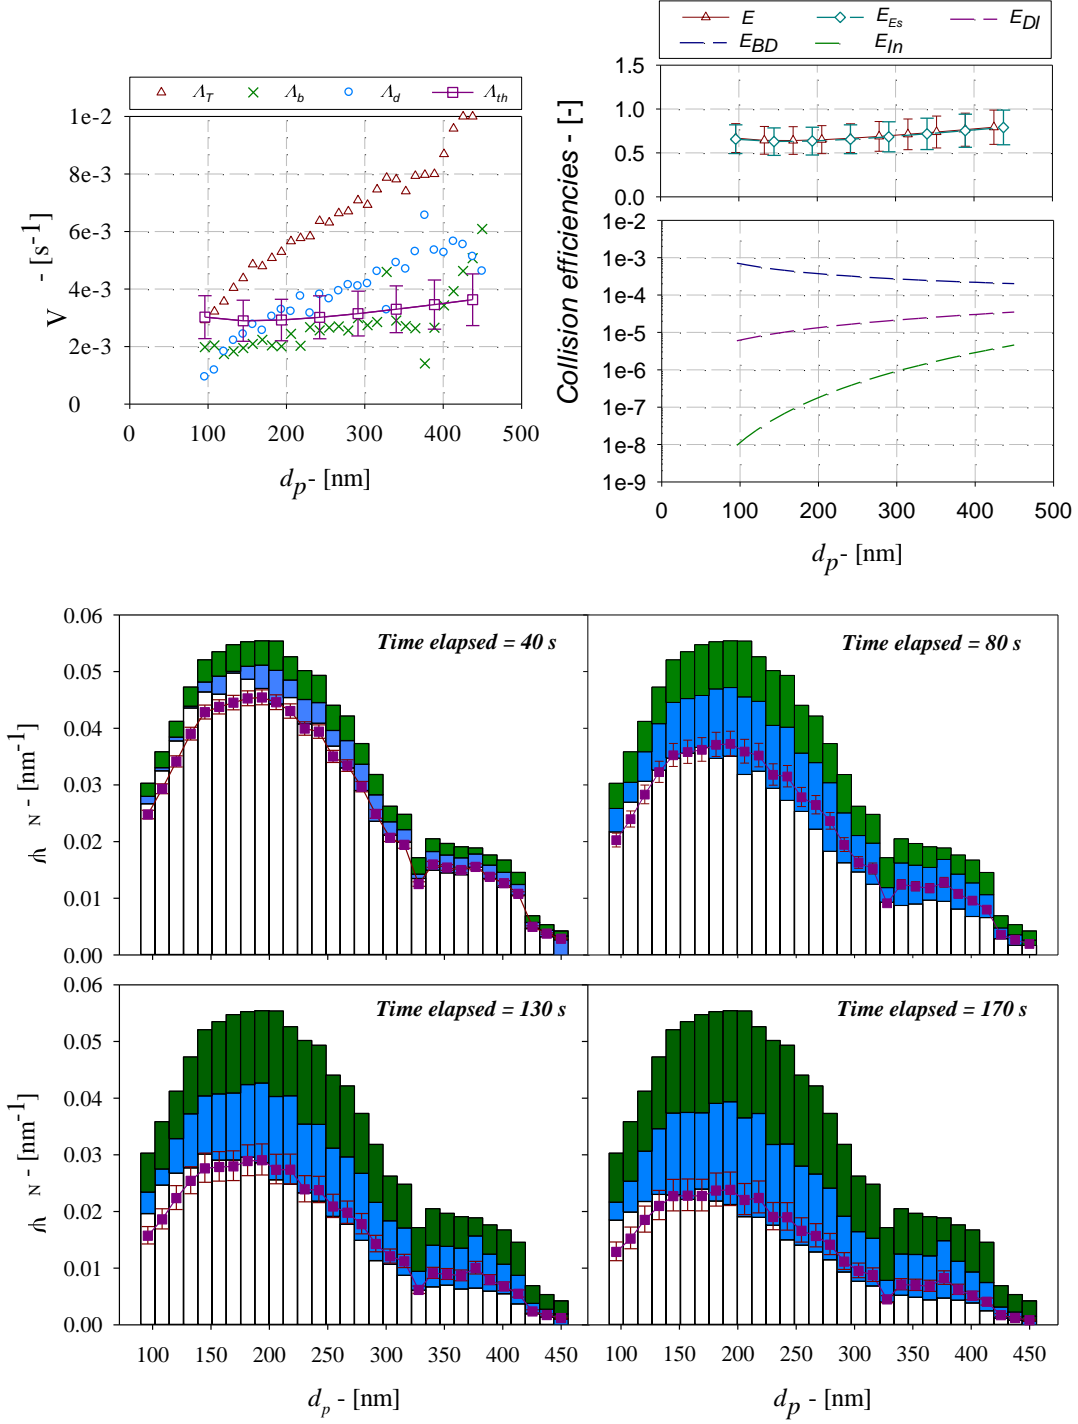 E E_Es E_DI
E_BD E_In
Λ_T Λ_b Λ_d Λ_th
1e-2
8e-3
6e-3
4e-3
2e-3
0
V - [s-1]
0 100 200 300 400 500
d_p - [nm]
1.5
1.0
0.5
0.0
1e-2
1e-3
1e-4
1e-5
1e-6
1e-7
1e-8
1e-9
Collision efficiencies - [-]
0 100 200 300 400 500
d_p - [nm]
Time elapsed = 40 s
Time elapsed = 80 s
0.06
0.05
0.04
0.03
0.02
0.01
0.00
N - [nm-1]
Time elapsed = 130 s
Time elapsed = 170 s
0.06
0.05
0.04
0.03
0.02
0.01
0.00
N - [nm-1]
100 150 200 250 300 350 400 450
100 150 200 250 300 350 400 450
d_p - [nm]
d_p - [nm]